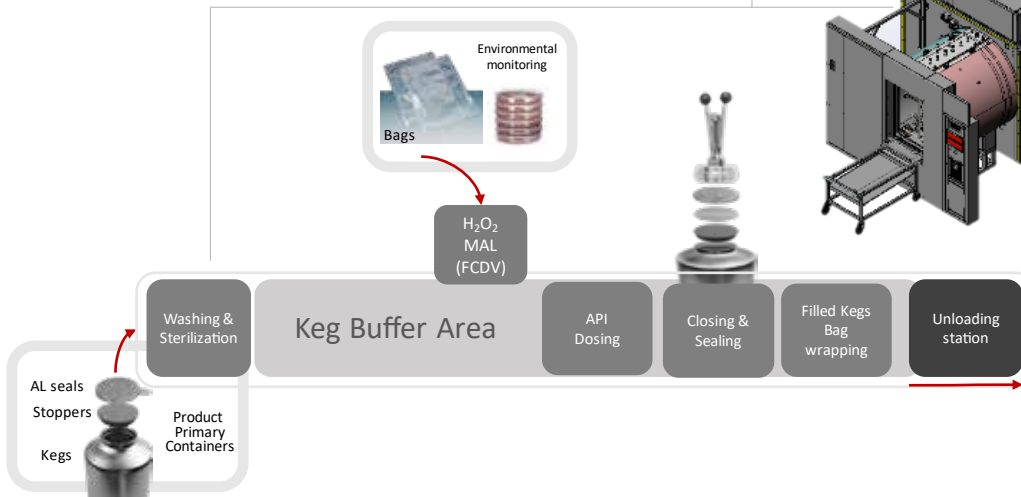 Environmental
monitoring
Bags
H₂O₂
MAL
(FCDV)
Washing &
Sterilization
Keg Buffer Area
API
Dosing
Closing &
Sealing
Filled Kegs
Bag
wrapping
Unloading
station
AL seals
Stoppers
Kegs
Product
Primary
Containers